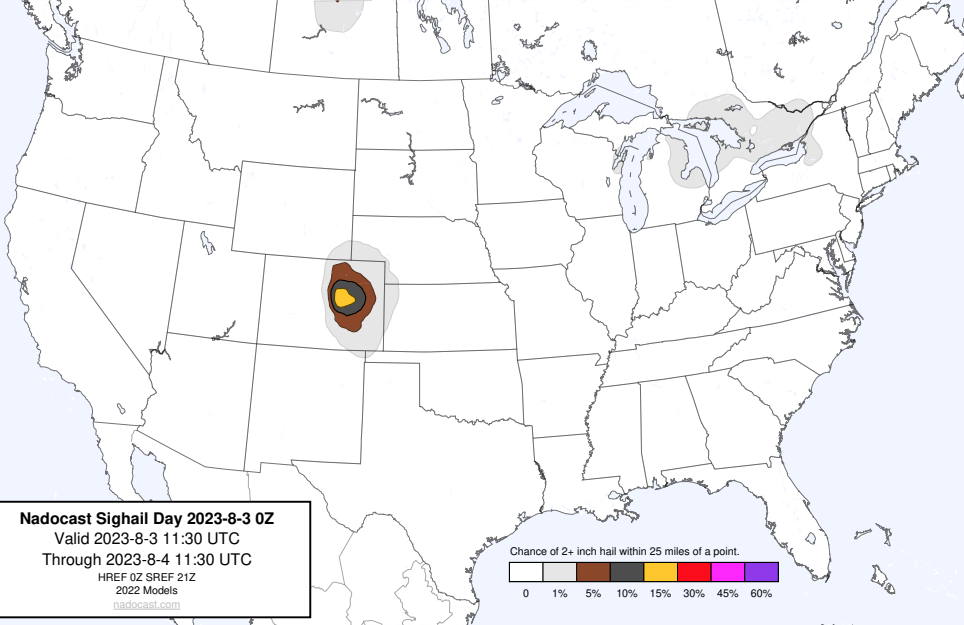 Nadocast Sighail Day 2023-8-3 0Z
Valid 2023-8-3 11:30 UTC
Through 2023-8-4 11:30 UTC
HREF 0Z SREF 21Z
2022 Models
nadocast.com
Chance of 2+ inch hail within 25 miles of a point.
0 1% 5% 10% 15% 30% 45% 60%